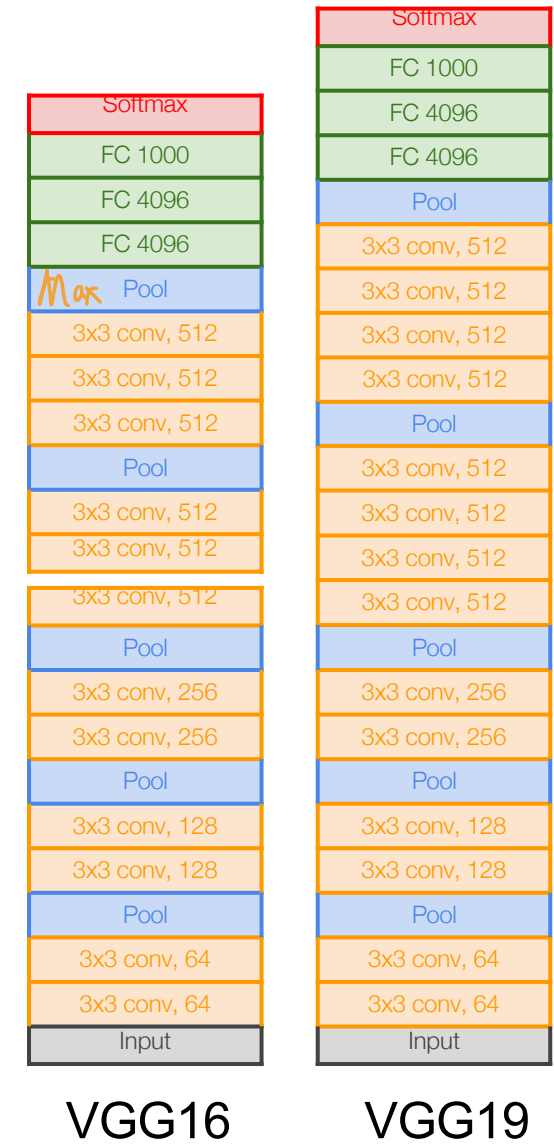 Softmax
FC 1000
FC 4096
FC 4096
Max Pool
3x3 conv, 512
3x3 conv, 512
3x3 conv, 512
Pool
3x3 conv, 512
3x3 conv, 512
3x3 conv, 512
Pool
3x3 conv, 256
3x3 conv, 256
Pool
3x3 conv, 128
3x3 conv, 128
Pool
3x3 conv, 64
3x3 conv, 64
Input
VGG16
Softmax
FC 1000
FC 4096
FC 4096
Pool
3x3 conv, 512
3x3 conv, 512
3x3 conv, 512
3x3 conv, 512
Pool
3x3 conv, 512
3x3 conv, 512
3x3 conv, 512
3x3 conv, 512
Pool
3x3 conv, 256
3x3 conv, 256
Pool
3x3 conv, 128
3x3 conv, 128
Pool
3x3 conv, 64
3x3 conv, 64
Input
VGG19